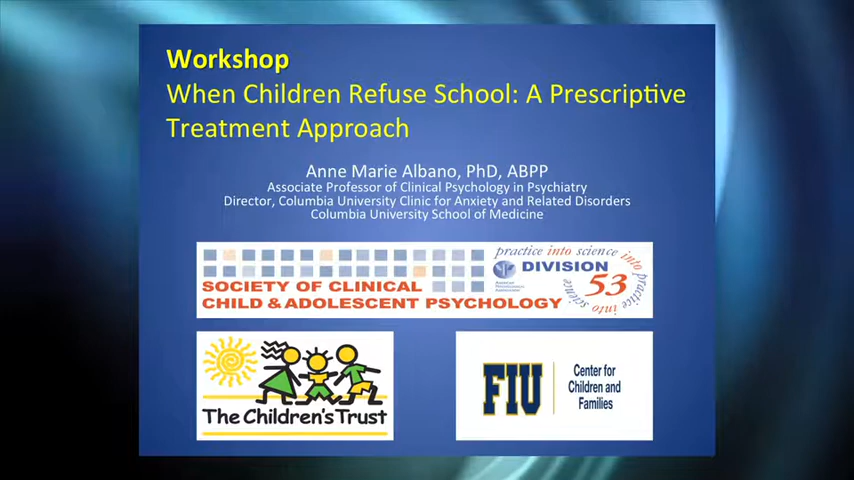 Workshop
When Children Refuse School: A Prescriptive
Treatment Approach
Anne Marie Albano, PhD, ABPP
Associate Professor of Clinical Psychology in Psychiatry
Director, Columbia University Clinic for Anxiety and Related Disorders
Columbia University School of Medicine
practice into science into practice into science
DIVISION
53
SOCIETY OF CLINICAL
CHILD & ADOLESCENT PSYCHOLOGY
The Children's Trust
FIU
Center for
Children and
Families